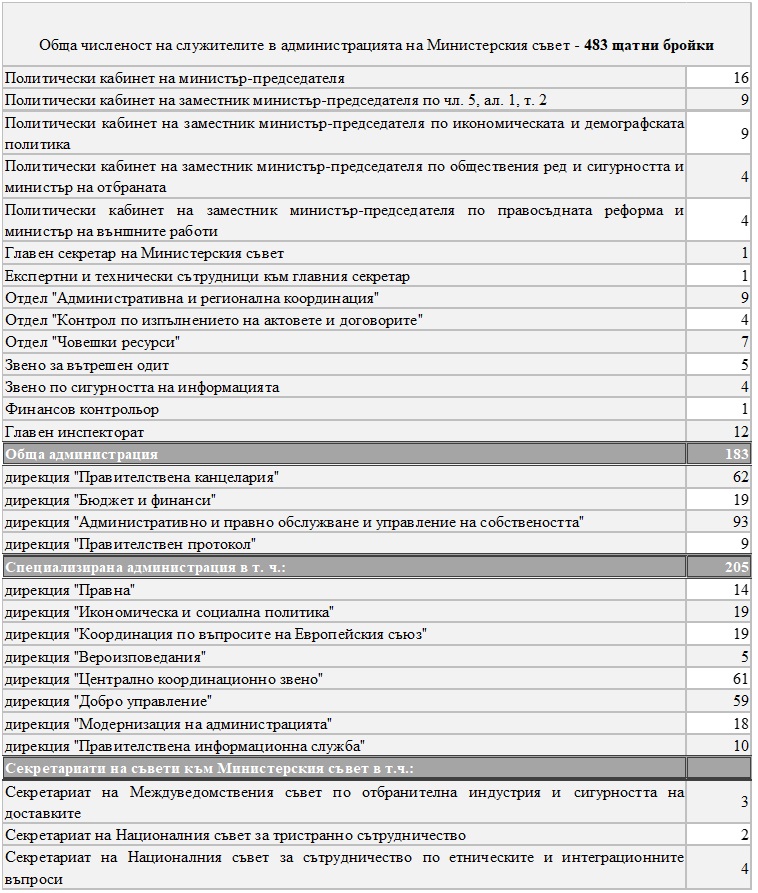 Обща численост на служителите в администрацията на Министерския съвет - 483 щатни бройки
Политически кабинет на министър-председателя 16
Политически кабинет на заместник министър-председателя по чл. 5, ал. 1, т. 2 9
Политически кабинет на заместник министър-председателя по икономическата и демографската
политика 9
Политически кабинет на заместник министър-председателя по обществения ред и сигурността и
министър на отбраната 4
Политически кабинет на заместник министър-председателя по правосъдната реформа и
министър на външните работи 4
Главен секретар на Министерския съвет 1
Експертни и технически сътрудници към главния секретар 1
Отдел "Административна и регионална координация" 9
Отдел "Контрол по изпълнението на актовете и договорите" 4
Отдел "Човешки ресурси" 7
Звено за вътрешен одит 5
Звено по сигурността на информацията 4
Финансов контрольор 1
Главен инспекторат 12
Обща администрация 183
дирекция "Правителствена канцелария" 62
дирекция "Бюджет и финанси" 19
дирекция "Административно и правно обслужване и управление на собствеността" 93
дирекция "Правителствен протокол" 9
Специализирана администрация в т. ч.: 205
дирекция "Правна" 14
дирекция "Икономическа и социална политика" 19
дирекция "Координация по въпросите на Европейския съюз" 19
дирекция "Вероизповедания" 5
дирекция "Централно координационно звено" 61
дирекция "Добро управление" 59
дирекция "Модернизация на администрацията" 18
дирекция "Правителствена информационна служба" 10
Секретариати на съвети към Министерския съвет в т.ч.:
Секретариат на Междуведомствения съвет по отбранителна индустрия и сигурността на
доставките 3
Секретариат на Националния съвет за тристранно сътрудничество 2
Секретариат на Националния съвет за сътрудничество по етническите и интеграционните
въпроси 4